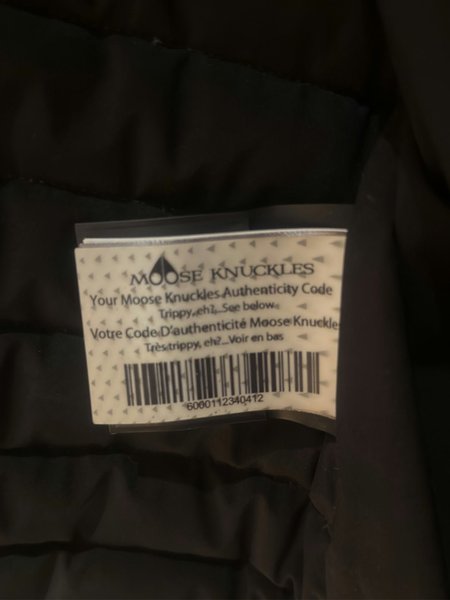 MOOSE KNUCKLES
Your Moose Knuckles Authenticity Code
Trippy, eh?...See below
Votre Code D'authenticité Moose Knuckles
Très trippy, eh?...Voir en bas
6000112340412